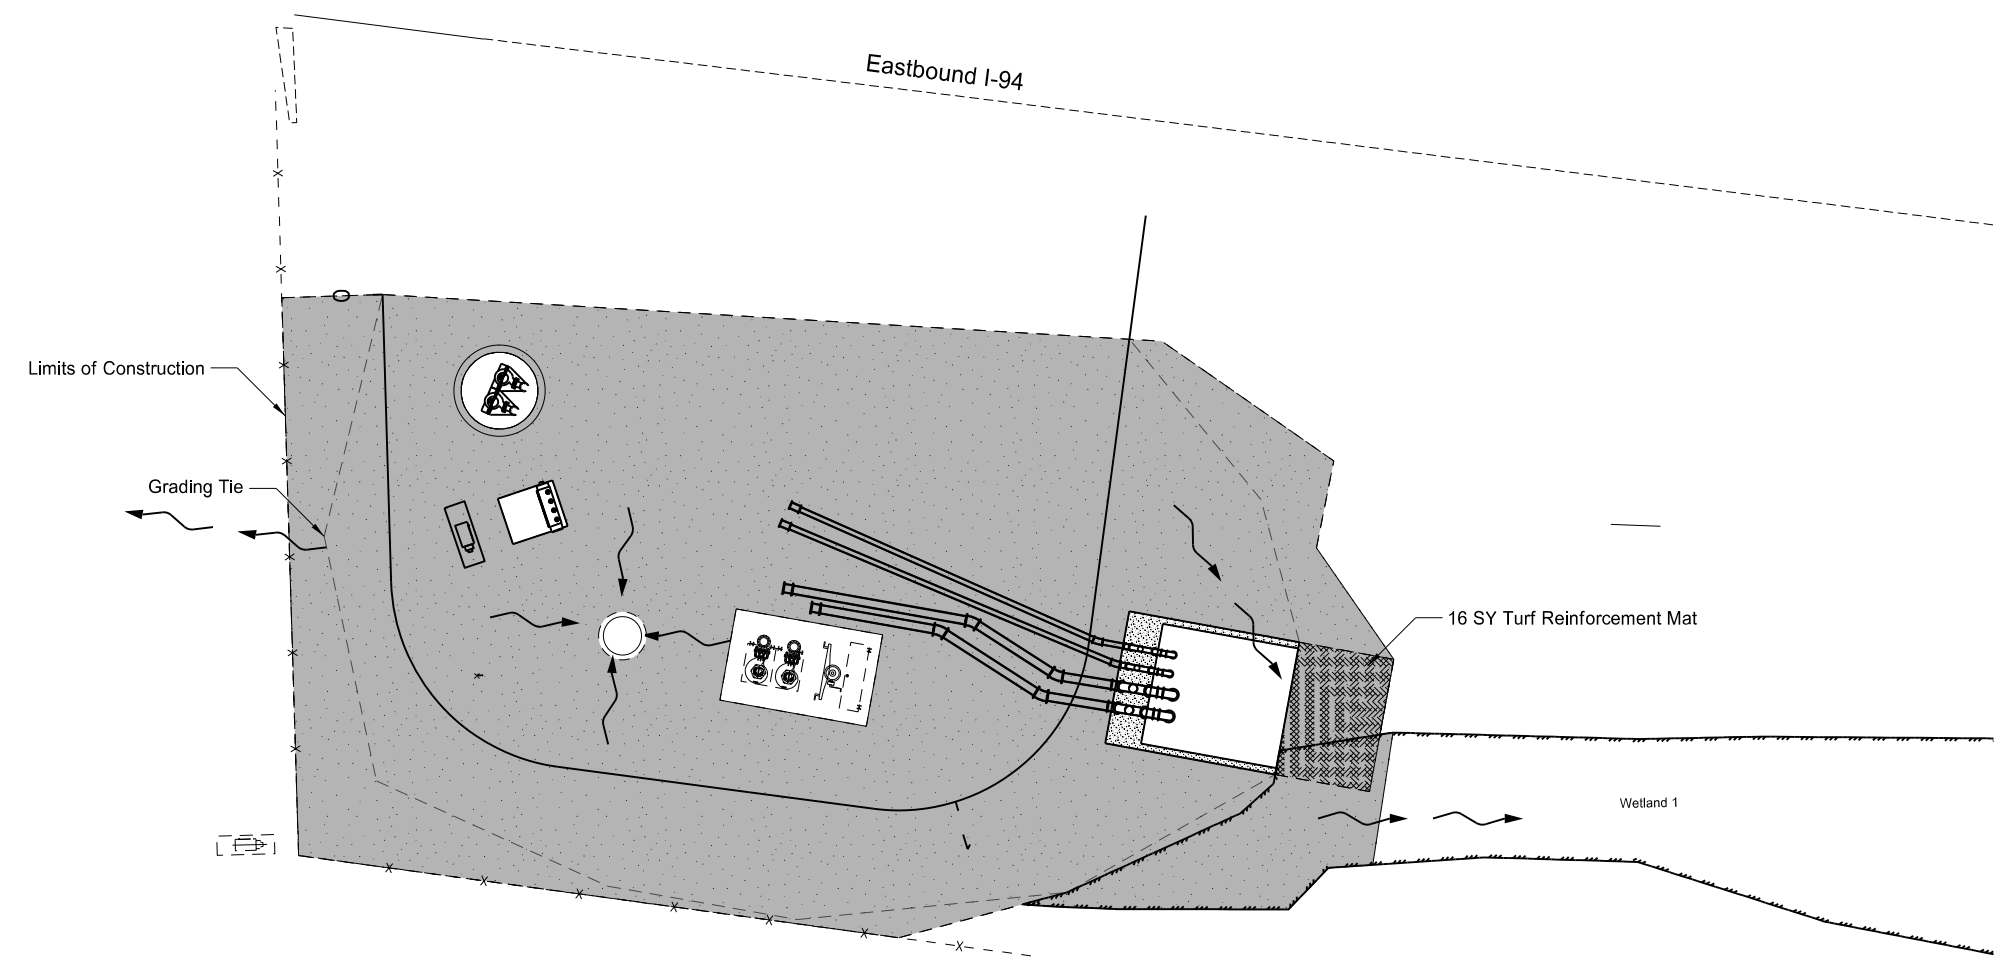 Eastbound I-94
Limits of Construction
Grading Tie
16 SY Turf Reinforcement Mat
Wetland 1